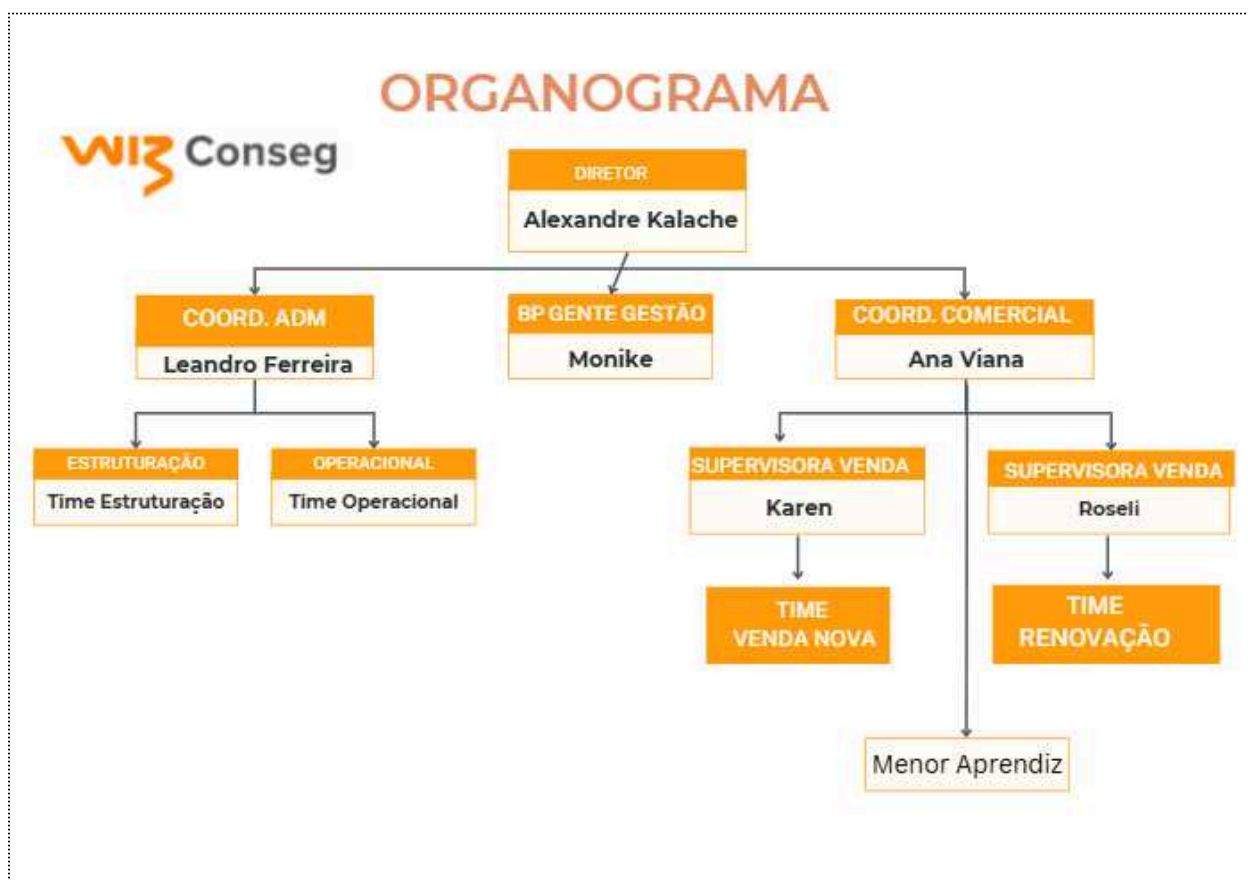 ORGANOGRAMA
wiz Conseg
DIRETOR
Alexandre Kalache
COORD. ADM
Leandro Ferreira
BP GENTE GESTÃO
Monike
COORD. COMERCIAL
Ana Viana
ESTRUTURAÇÃO
Time Estruturação
OPERACIONAL
Time Operacional
SUPERVISORA VENDA
Karen
SUPERVISORA VENDA
Roseli
TIME
VENDA NOVA
TIME
RENOVAÇÃO
Menor Aprendiz